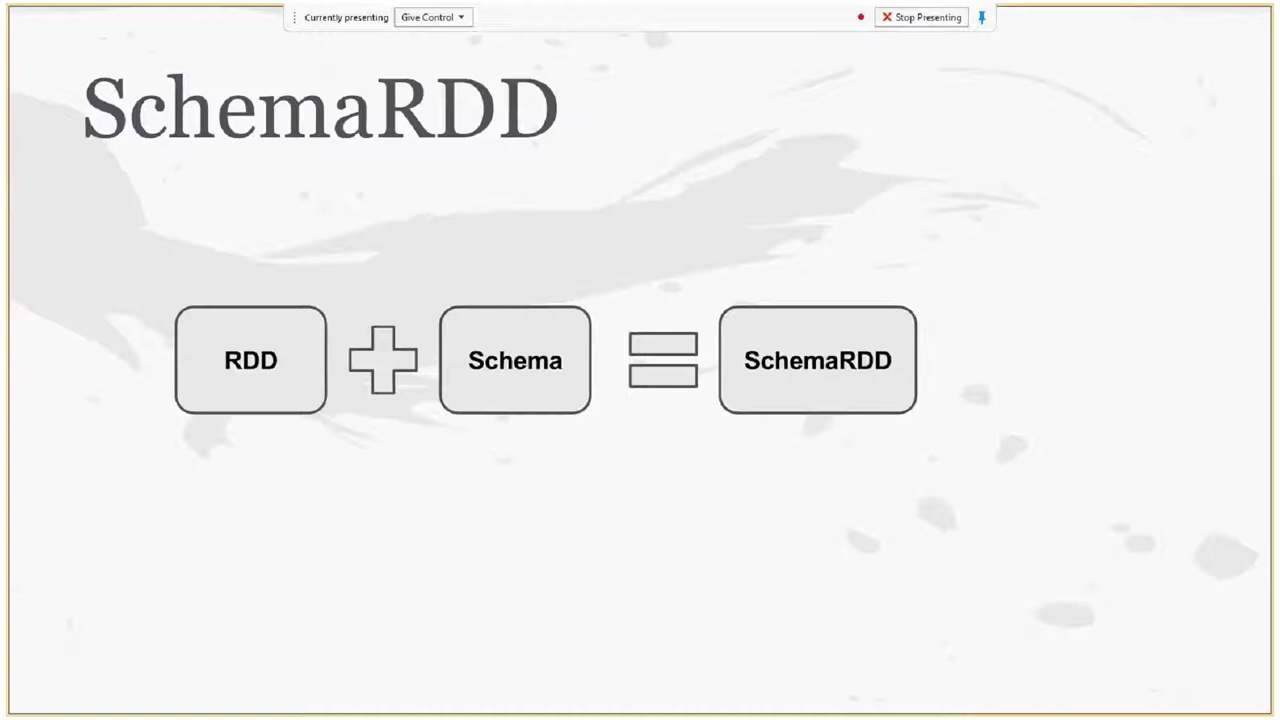 Currently presenting Give Control Stop Presenting
SchemaRDD
RDD Schema SchemaRDD